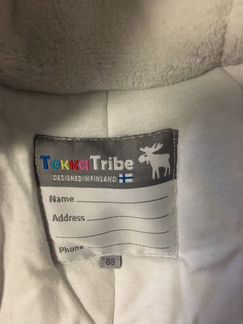 TokkaTribe
DESIGNED IN FINLAND
Name
Address
Phone
88